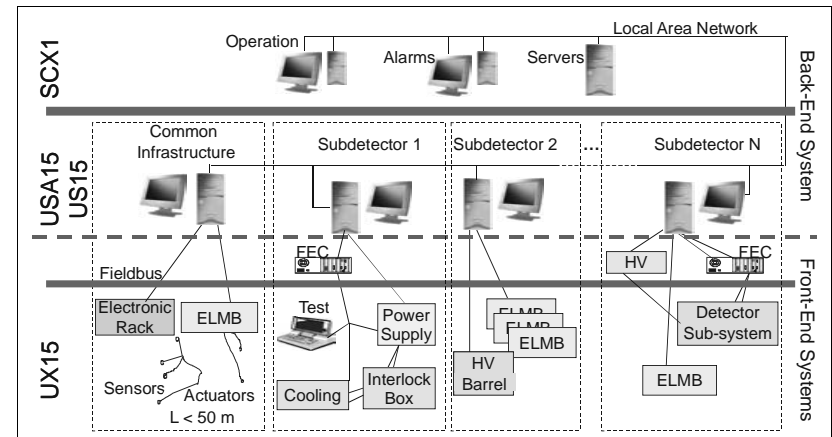 Local Area Network
Operation
Alarms
Servers
SCX1
Back-End System
Common
Infrastructure
Subdetector 1
Subdetector 2
...
Subdetector N
USA15
US15
FEC
HV
FEC
Fieldbus
Electronic
Rack
ELMB
Test
Power
Supply
ELMB
ELMB
ELMB
Detector
Sub-system
Front-End Systems
UX15
Sensors
Actuators
L < 50 m
Cooling
Interlock
Box
HV
Barrel
ELMB